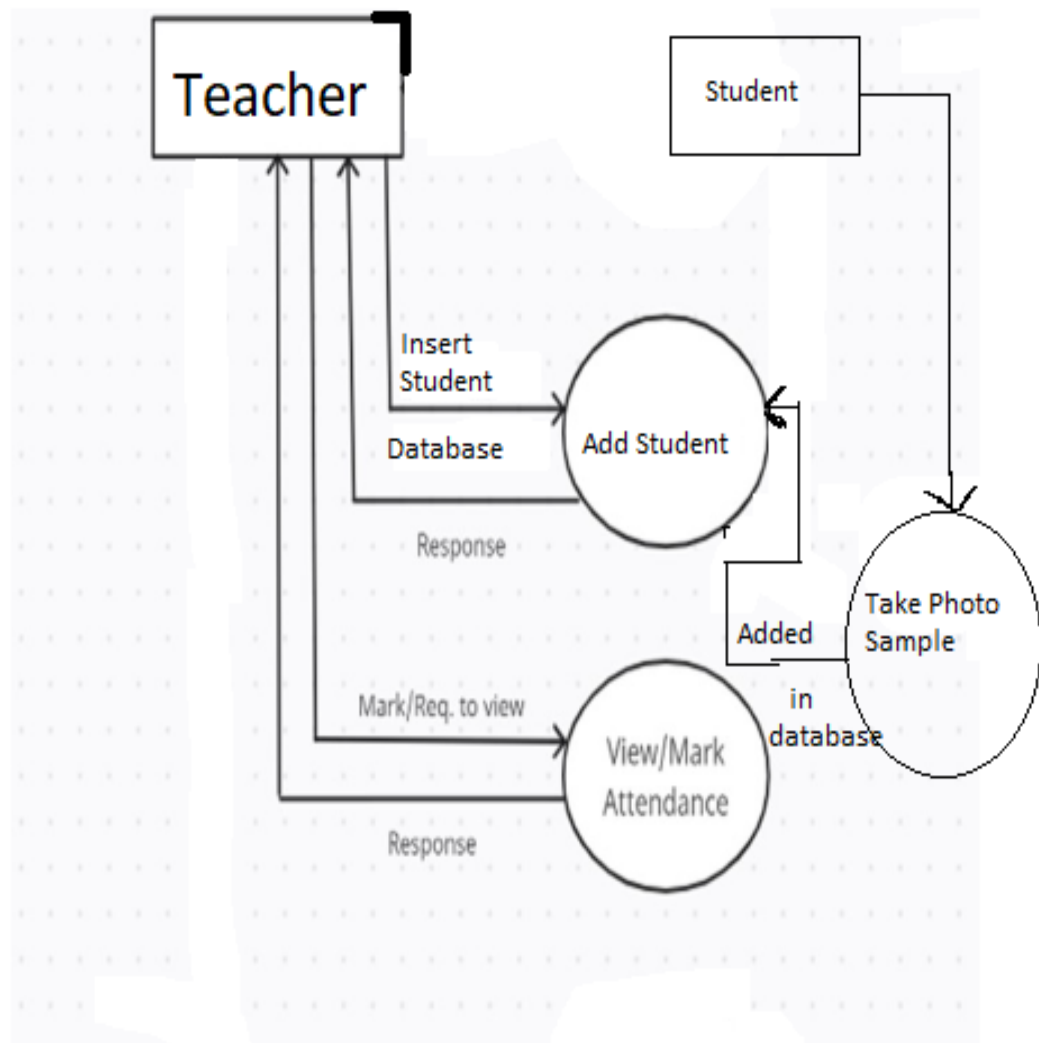 Teacher
Student
Insert
Student
Database
Add Student
Response
Take Photo
Sample
Added
in
database
Mark/Req. to view
View/Mark
Attendance
Response